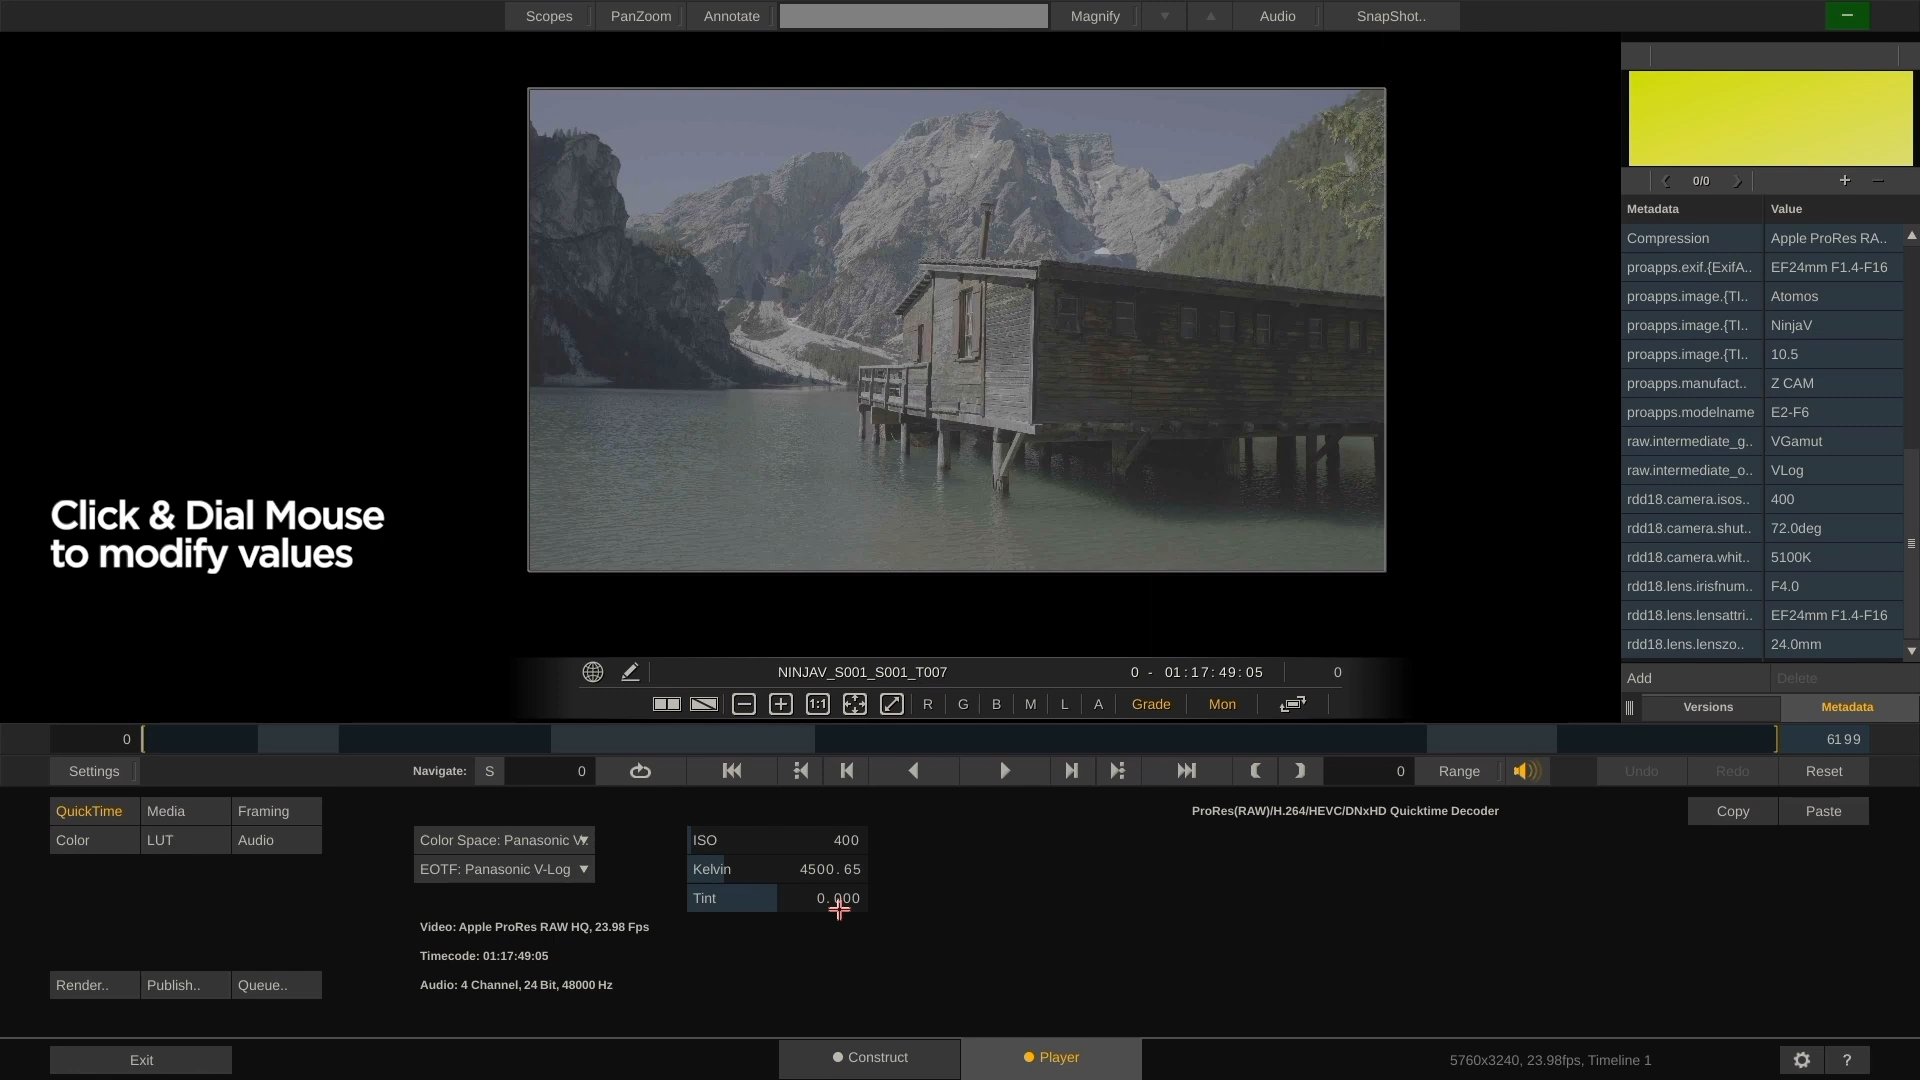 Scopes PanZoom Annotate Magnify Audio SnapShot..
0/0
Metadata Value
Compression Apple ProRes RA..
proapps.exif.{ExifA.. EF24mm F1.4-F16
proapps.image.{TI.. Atomos
proapps.image.{TI.. NinjaV
proapps.image.{TI.. 10.5
proapps.manufact.. Z CAM
proapps.modelname E2-F6
raw.intermediate_g.. VGamut
raw.intermediate_o.. VLog
rdd18.camera.isos.. 400
rdd18.camera.shut.. 72.0deg
rdd18.camera.whit.. 5100K
rdd18.lens.irisfnum.. F4.0
rdd18.lens.lensattri.. EF24mm F1.4-F16
rdd18.lens.lenszo.. 24.0mm
Add Delete
Versions Metadata
Click & Dial Mouse
to modify values
NINJAV_S001_S001_T007 0 - 01:17:49:05 0
1:1 R G B M L A Grade Mon
0 6199
Settings Navigate: S 0 0 Range Undo Redo Reset
QuickTime Media Framing ProRes(RAW)/H.264/HEVC/DNxHD Quicktime Decoder Copy Paste
Color LUT Audio Color Space: Panasonic V. ISO 400
EOTF: Panasonic V-Log Kelvin 4500.65
Tint 0.000
Video: Apple ProRes RAW HQ, 23.98 Fps
Timecode: 01:17:49:05
Render.. Publish.. Queue.. Audio: 4 Channel, 24 Bit, 48000 Hz
Exit Construct Player 5760x3240, 23.98fps, Timeline 1 ?